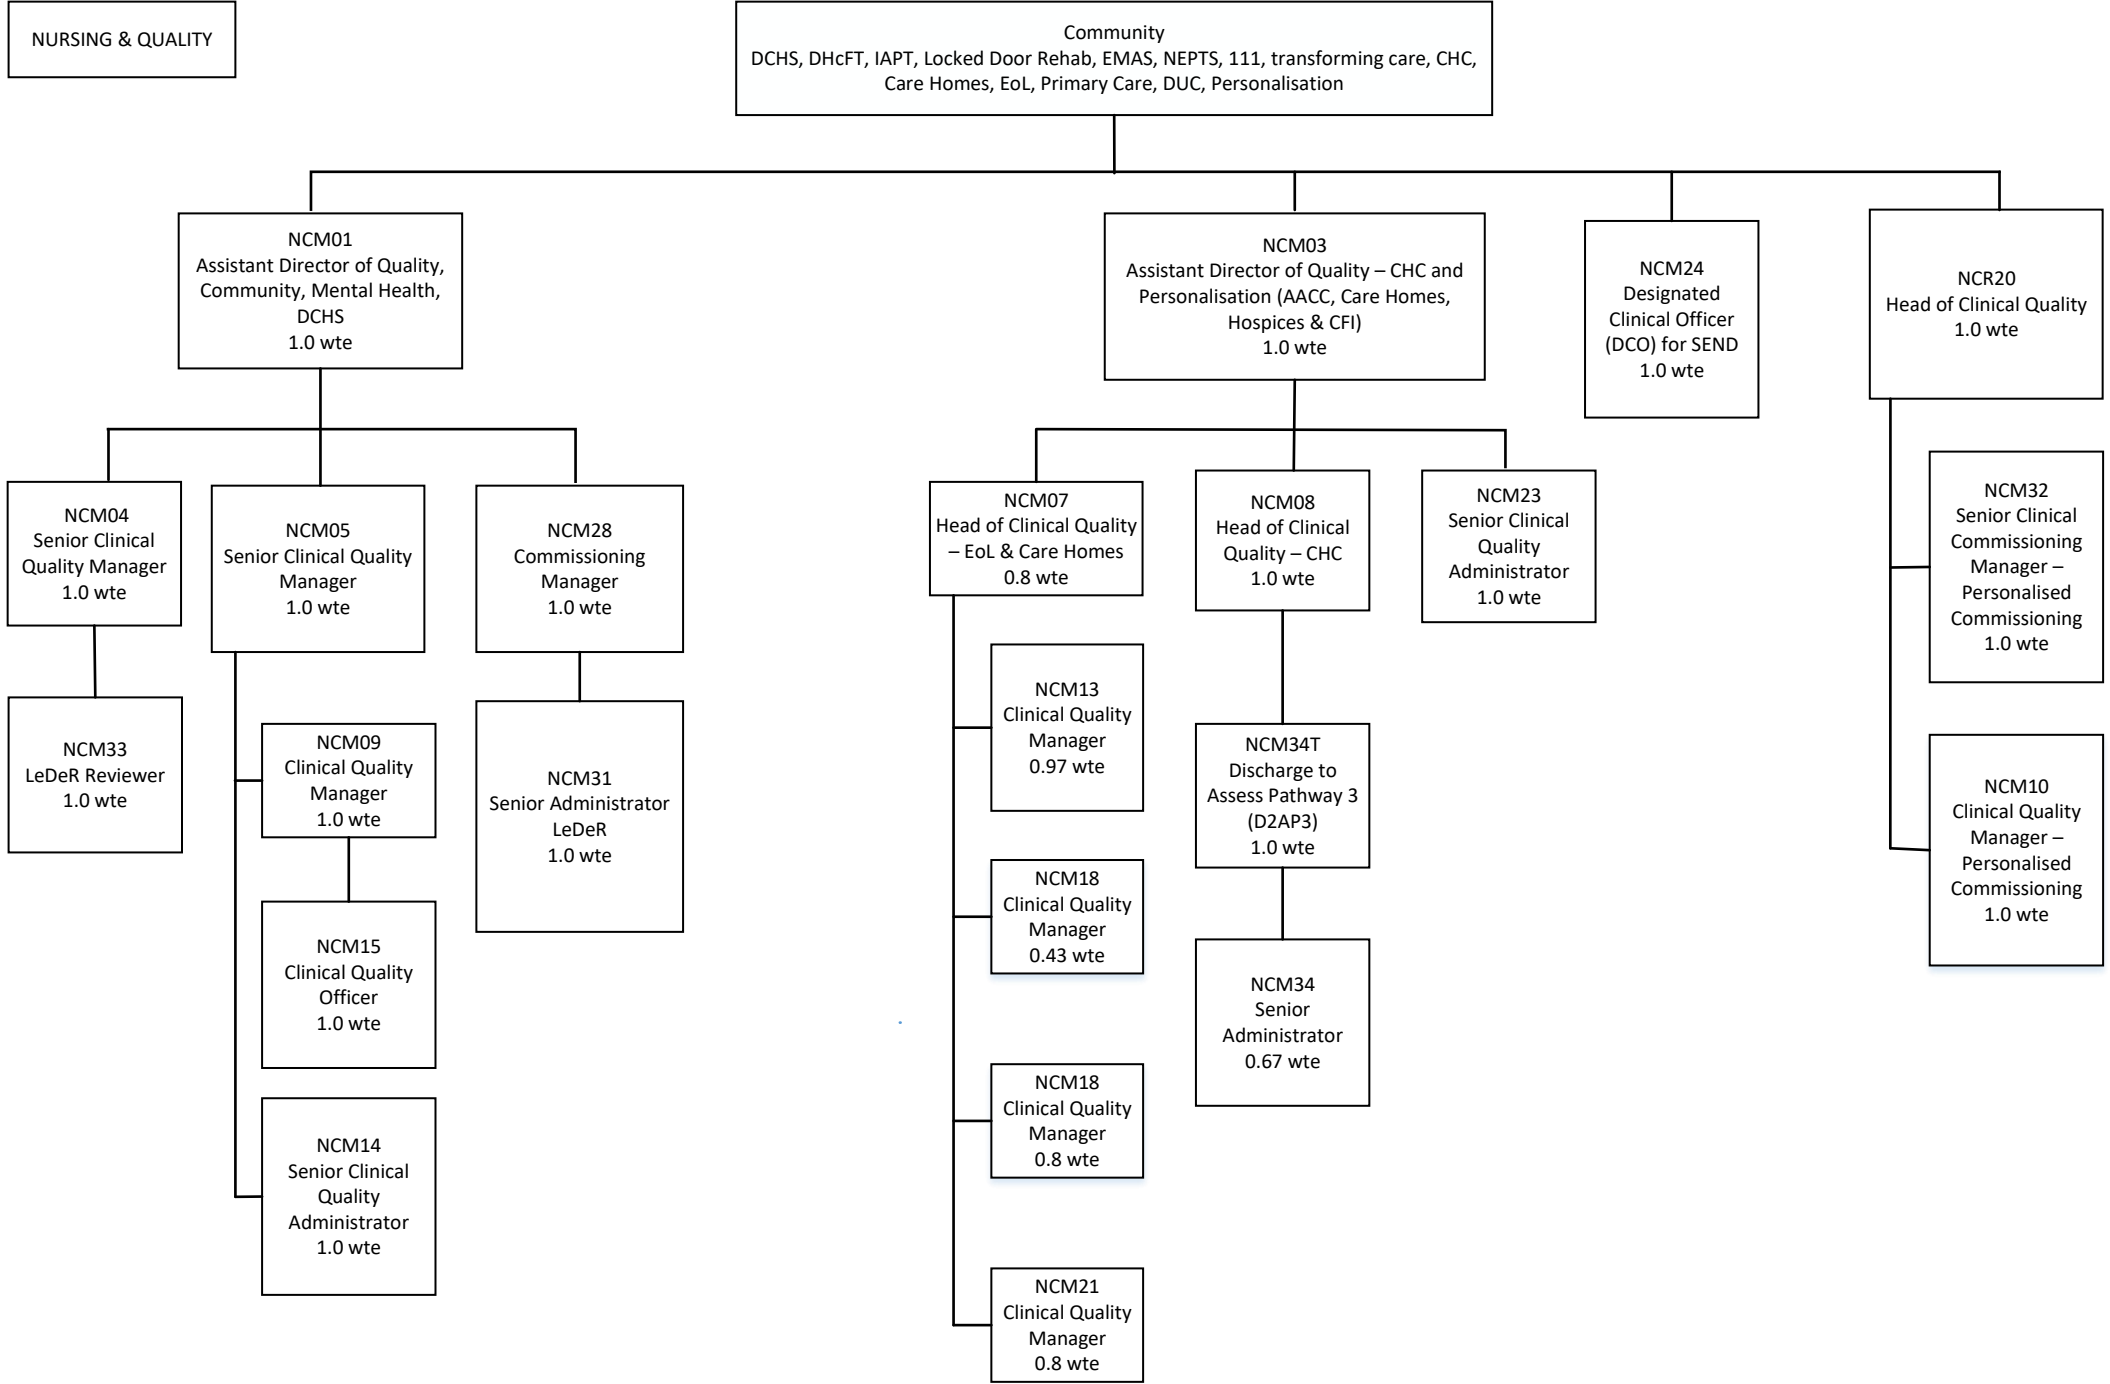 NURSING & QUALITY
Community
DCHS, DHcFT, IAPT, Locked Door Rehab, EMAS, NEPTS, 111, transforming care, CHC,
Care Homes, EoL, Primary Care, DUC, Personalisation
NCM01
Assistant Director of Quality,
Community, Mental Health,
DCHS
1.0 wte
NCM03
Assistant Director of Quality – CHC and
Personalisation (AACC, Care Homes,
Hospices & CFI)
1.0 wte
NCM24
Designated
Clinical Officer
(DCO) for SEND
1.0 wte
NCR20
Head of Clinical Quality
1.0 wte
NCM04
Senior Clinical
Quality Manager
1.0 wte
NCM05
Senior Clinical Quality
Manager
1.0 wte
NCM28
Commissioning
Manager
1.0 wte
NCM07
Head of Clinical Quality
– EoL & Care Homes
0.8 wte
NCM08
Head of Clinical
Quality – CHC
1.0 wte
NCM23
Senior Clinical
Quality
Administrator
1.0 wte
NCM32
Senior Clinical
Commissioning
Manager –
Personalised
Commissioning
1.0 wte
NCM33
LeDeR Reviewer
1.0 wte
NCM09
Clinical Quality
Manager
1.0 wte
NCM31
Senior Administrator
LeDeR
1.0 wte
NCM13
Clinical Quality
Manager
0.97 wte
NCM34T
Discharge to
Assess Pathway 3
(D2AP3)
1.0 wte
NCM10
Clinical Quality
Manager –
Personalised
Commissioning
1.0 wte
NCM15
Clinical Quality
Officer
1.0 wte
NCM18
Clinical Quality
Manager
0.43 wte
NCM34
Senior
Administrator
0.67 wte
NCM14
Senior Clinical
Quality
Administrator
1.0 wte
NCM18
Clinical Quality
Manager
0.8 wte
NCM21
Clinical Quality
Manager
0.8 wte